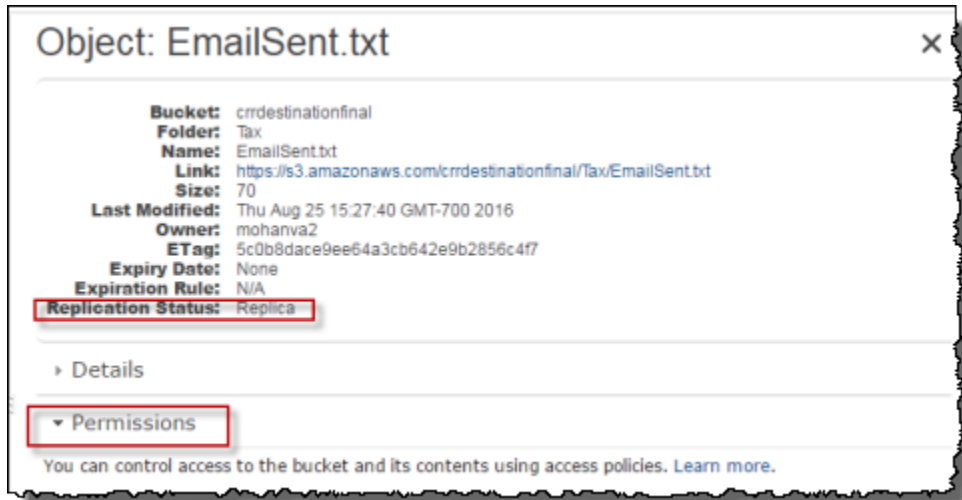 Object: EmailSent.txt ×
Bucket: crrdestinationfinal
Folder: Tax
Name: EmailSent.txt
Link: https://s3.amazonaws.com/crrdestinationfinal/Tax/EmailSent.txt
Size: 70
Last Modified: Thu Aug 25 15:27:40 GMT-700 2016
Owner: mohanva2
ETag: 5c0b8dace9ee64a3cb642e9b2856c4f7
Expiry Date: None
Expiration Rule: N/A
Replication Status: Replica
Details
Permissions
You can control access to the bucket and its contents using access policies. Learn more.